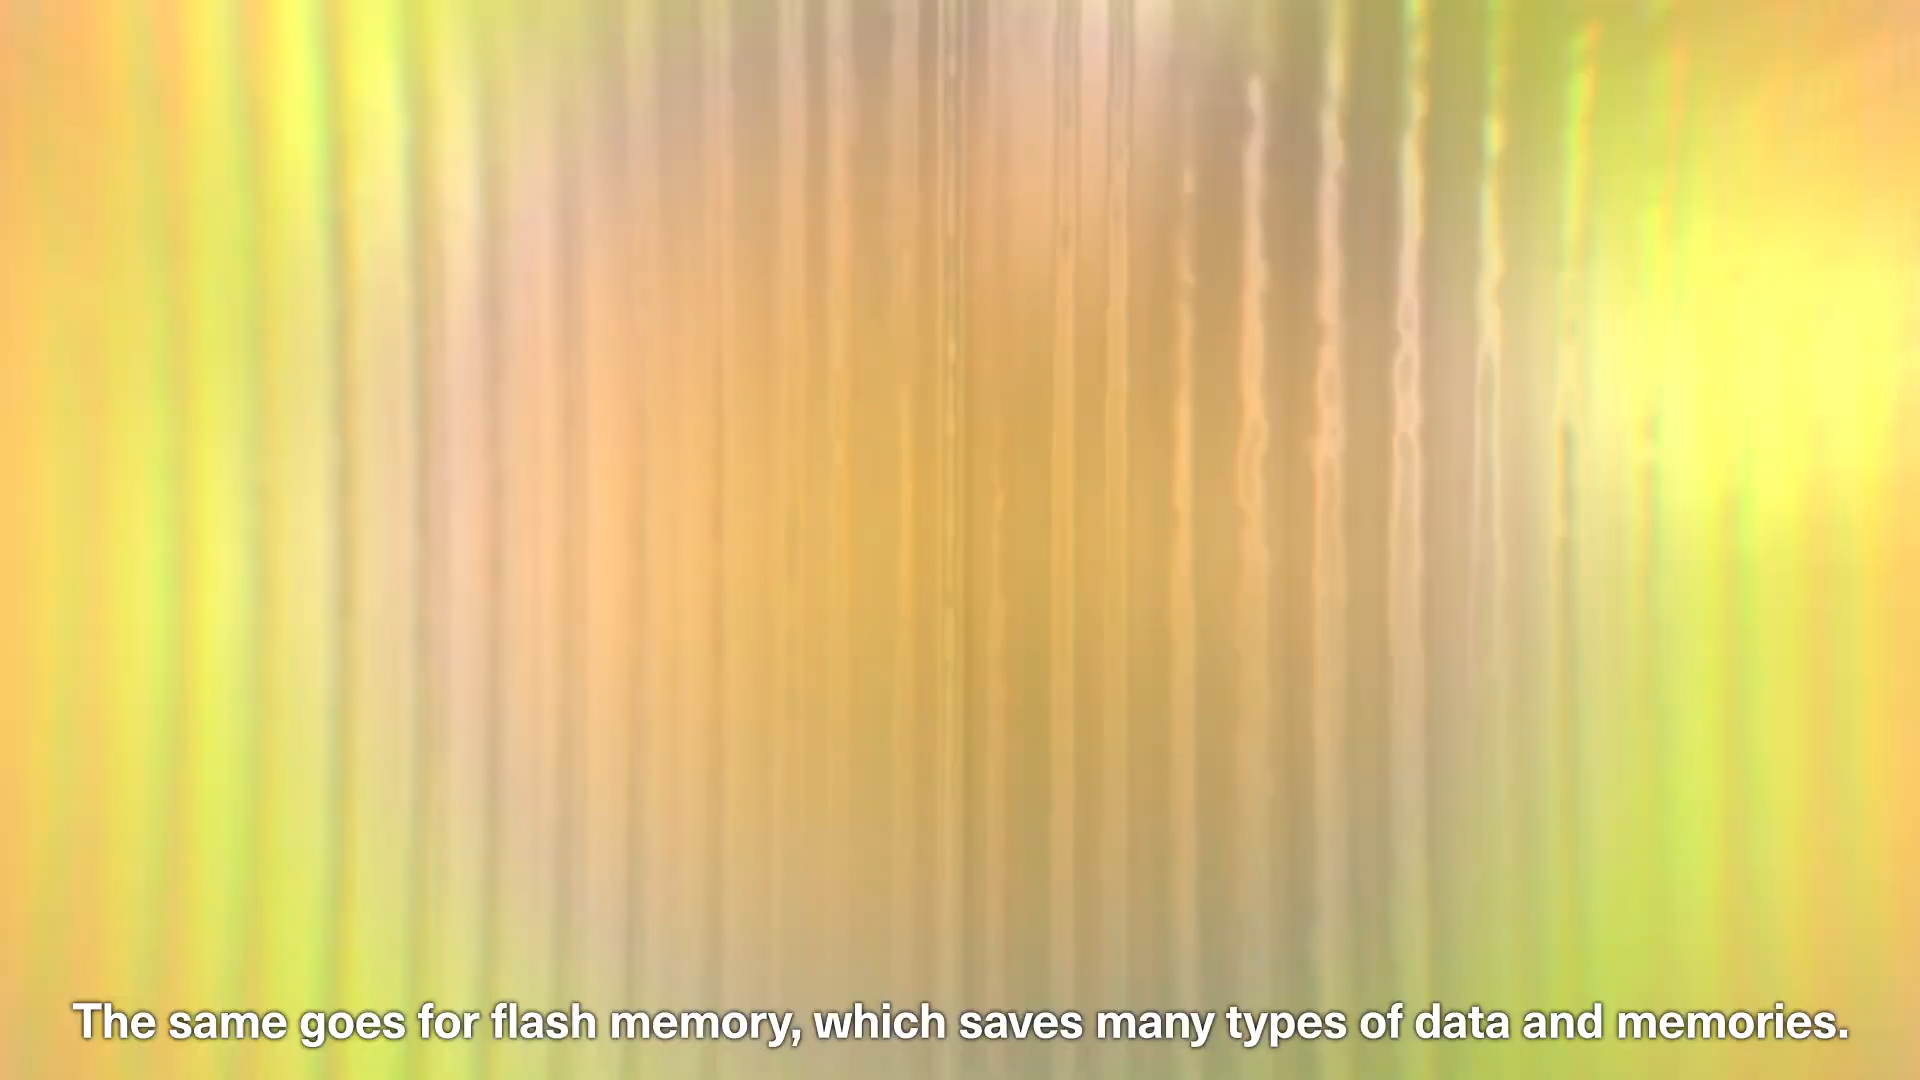 The same goes for flash memory, which saves many types of data and memories.